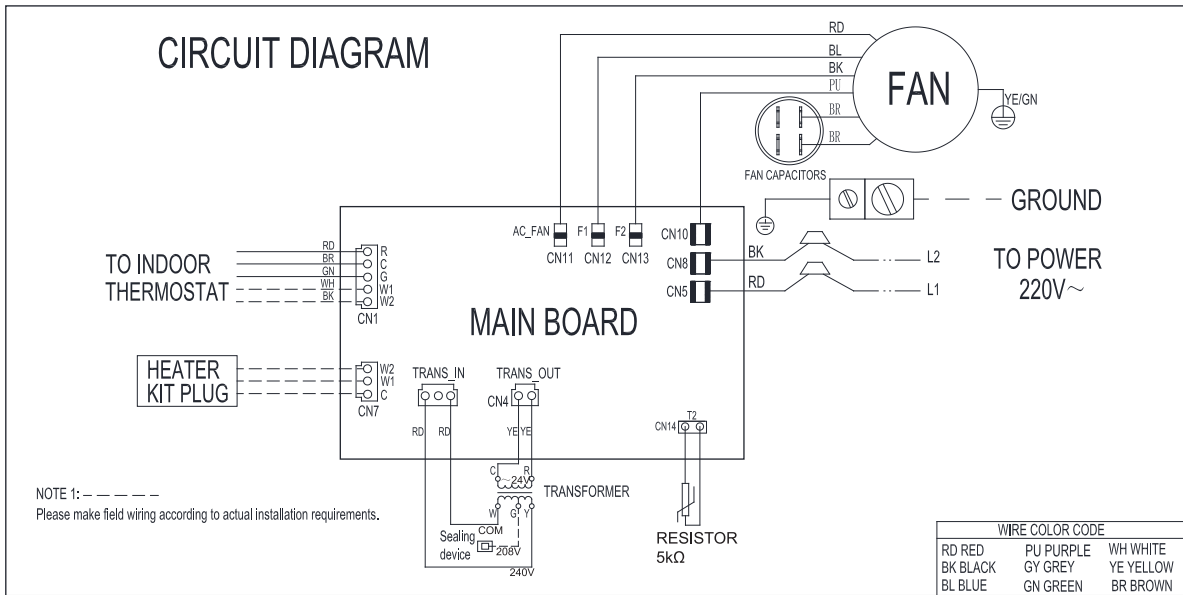 CIRCUIT DIAGRAM
RD
BL
BK
PU
BR
BR
FAN
YE/GN
FAN CAPACITORS
GROUND
AC_FAN
F1
F2
CN11
CN12
CN13
CN10
CN8
CN5
BK
RD
L2
L1
TO POWER
220V～
TO INDOOR
THERMOSTAT
RD
BR
GN
WH
BK
R
C
G
W1
W2
CN1
MAIN BOARD
HEATER
KIT PLUG
W2
W1
C
CN7
TRANS_IN
TRANS_OUT
CN4
RD
RD
YE
YE
T2
CN14
C
R
～24V
TRANSFORMER
W
G
Y
COM
Sealing
device
208V
240V
RESISTOR
5kΩ
NOTE 1: — — — — —
Please make field wiring according to actual installation requirements.
WIRE COLOR CODE
RD RED PU PURPLE WH WHITE
BK BLACK GY GREY YE YELLOW
BL BLUE GN GREEN BR BROWN